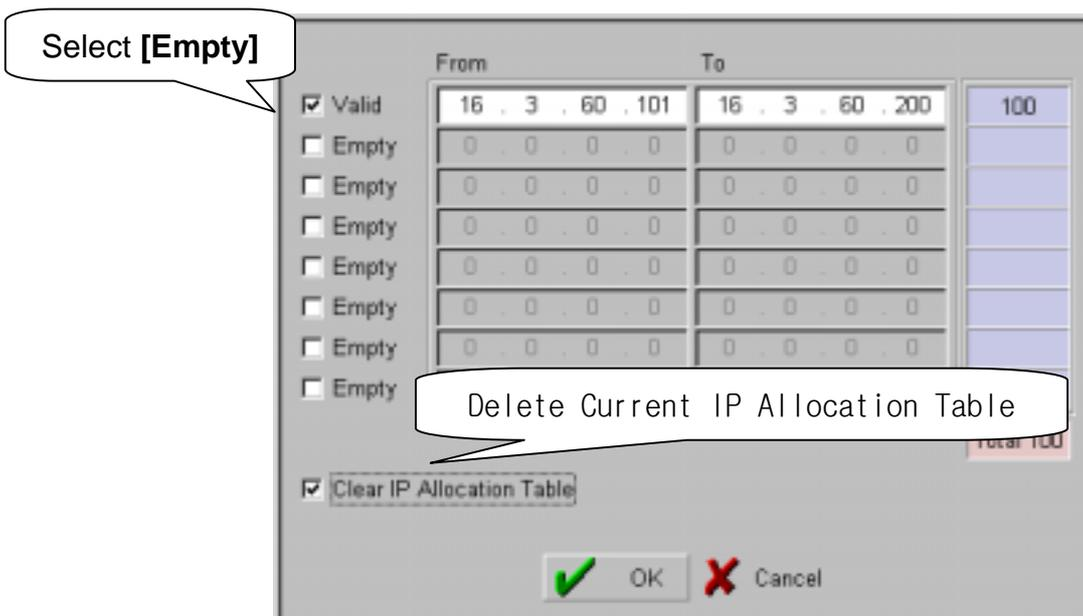 Select [Empty]
From To
Valid 16 . 3 . 60 . 101 16 . 3 . 60 . 200 100
Empty 0 . 0 . 0 . 0 0 . 0 . 0 . 0
Empty 0 . 0 . 0 . 0 0 . 0 . 0 . 0
Empty 0 . 0 . 0 . 0 0 . 0 . 0 . 0
Empty 0 . 0 . 0 . 0 0 . 0 . 0 . 0
Empty 0 . 0 . 0 . 0 0 . 0 . 0 . 0
Empty 0 . 0 . 0 . 0 0 . 0 . 0 . 0
Empty
Delete Current IP Allocation Table
Total 100
Clear IP Allocation Table
OK Cancel